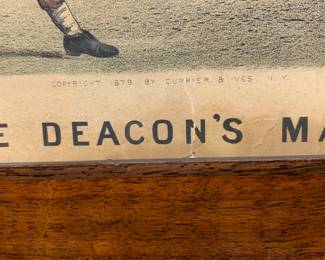 COPYRIGHT 1879 BY CURRIER & IVES, N.Y.
E DEACON'S MA